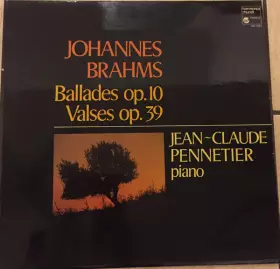 JOHANNES
BRAHMS
Ballades op.10
Valses op.39
JEAN-CLAUDE
PENNETIER
piano